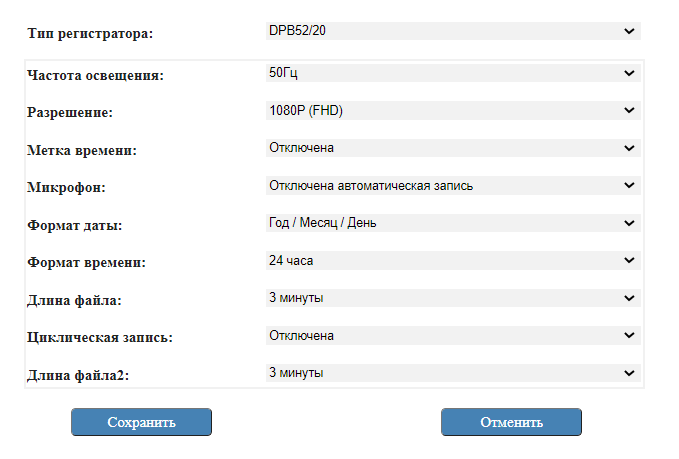 Тип регистратора: DPB52/20
Частота освещения: 50Гц
Разрешение: 1080P (FHD)
Метка времени: Отключена
Микрофон: Отключена автоматическая запись
Формат даты: Год / Месяц / День
Формат времени: 24 часа
Длина файла: 3 минуты
Циклическая запись: Отключена
Длина файла2: 3 минуты
Сохранить Отменить